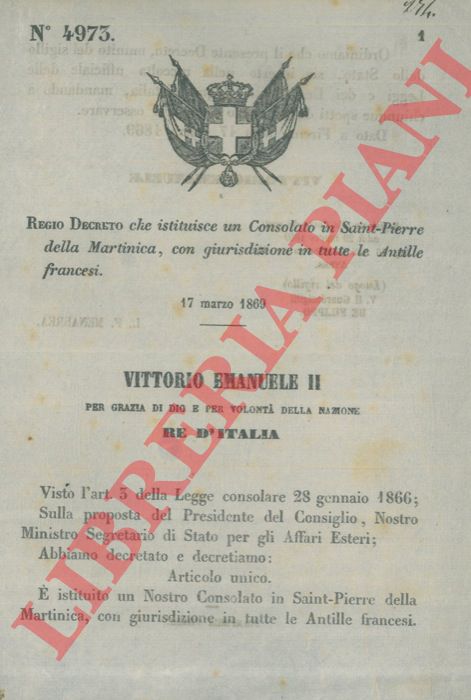 N° 4973.
1
REGIO DECRETO che istituisce un Consolato in Saint-Pierre
della Martinica, con giurisdizione in tutte le Antille
francesi.
17 marzo 1869
VITTORIO EMANUELE II
PER GRAZIA DI DIO E PER VOLONTÀ DELLA NAZIONE
RE D'ITALIA
Visto l'art. 3 della Legge consolare 28 gennaio 1866;
Sulla proposta del Presidente del Consiglio, Nostro
Ministro Segretario di Stato per gli Affari Esteri;
Abbiamo decretato e decretiamo:
Articolo unico.
È istituito un Nostro Consolato in Saint-Pierre della
Martinica, con giurisdizione in tutte le Antille francesi.
LIBRERIA PIANI